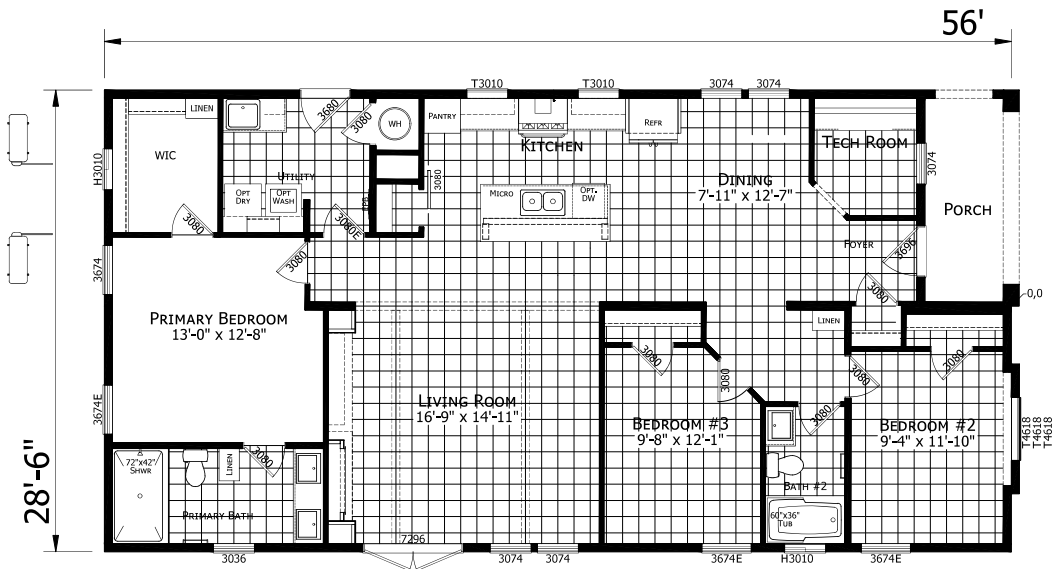 56'
28'-6"
T3010
T3010
3074
3074
LINEN
H3010
WIC
3680
3080
WH
PANTRY
KITCHEN
REFR
TECH ROOM
3074
PORCH
UTILITY
OPT
DRY
OPT
WASH
3080
EPB
3080
3080E
MICRO
OPT.
DW
DINING
7'-11" x 12'-7"
FOYER
3696
3080
0,0
3674
3080
PRIMARY BEDROOM
13'-0" x 12'-8"
3674E
LINEN
3080
3080
3080
3080
LIVING ROOM
16'-9" x 14'-11"
BEDROOM #3
9'-8" x 12'-1"
3080
BEDROOM #2
9'-4" x 11'-10"
T4618
T4618
T4618
72"x42"
SHWR
LINEN
3080
PRIMARY BATH
BATH #2
60"x36"
TUB
3036
7296
3074
3074
3674E
H3010
3674E